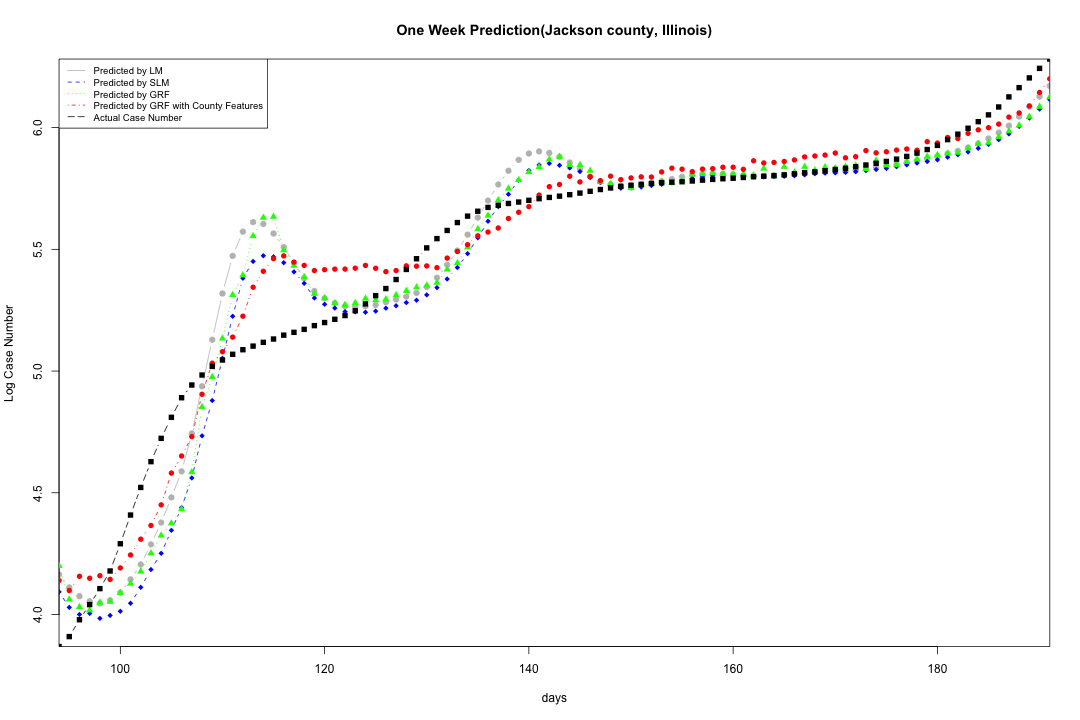 One Week Prediction(Jackson county, Illinois)
Predicted by LM
Predicted by SLM
Predicted by GRF
Predicted by GRF with County Features
Actual Case Number
Log Case Number
6.0
5.5
5.0
4.5
4.0
100 120 140 160 180
days